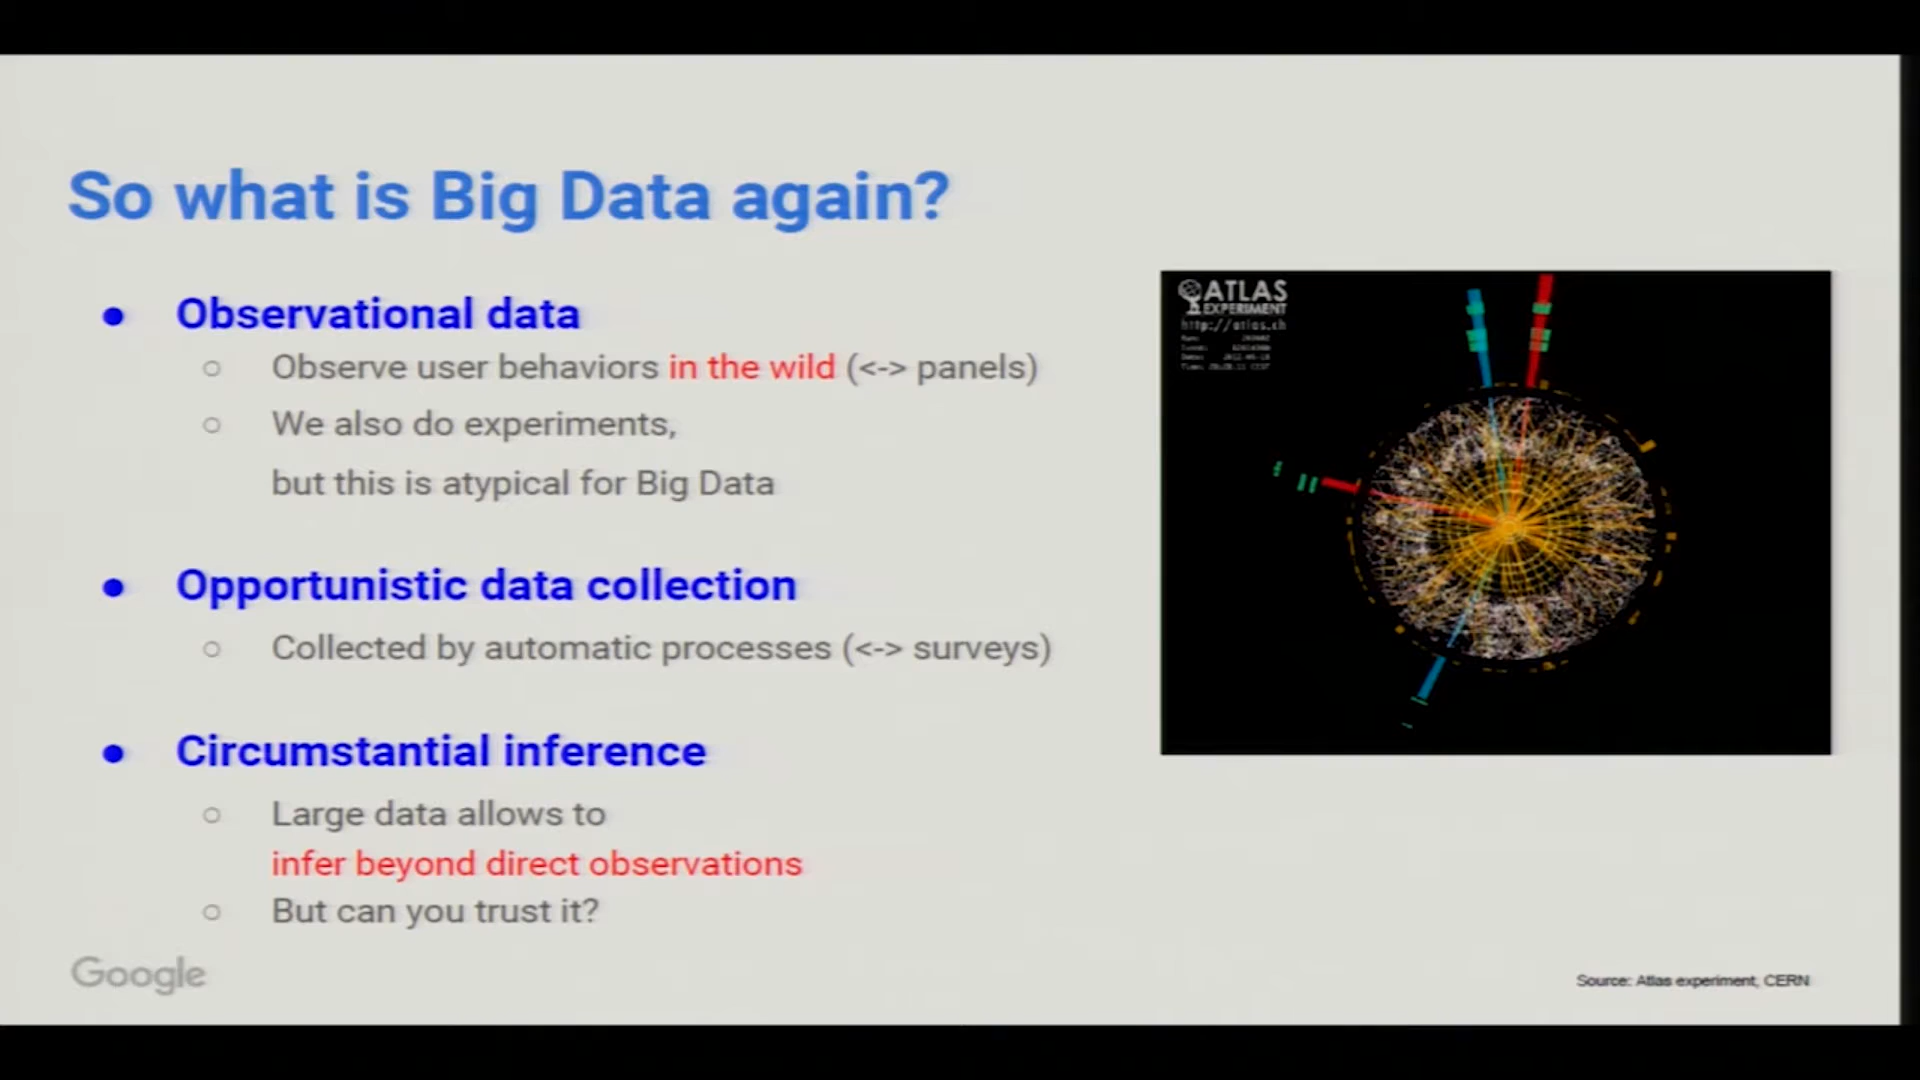 So what is Big Data again?
● Observational data
○ Observe user behaviors in the wild (<-> panels)
○ We also do experiments,
but this is atypical for Big Data
● Opportunistic data collection
○ Collected by automatic processes (<-> surveys)
● Circumstantial inference
○ Large data allows to
infer beyond direct observations
○ But can you trust it?
ATLAS
EXPERIMENT
http://atlas.ch
Google
Source: Atlas experiment, CERN